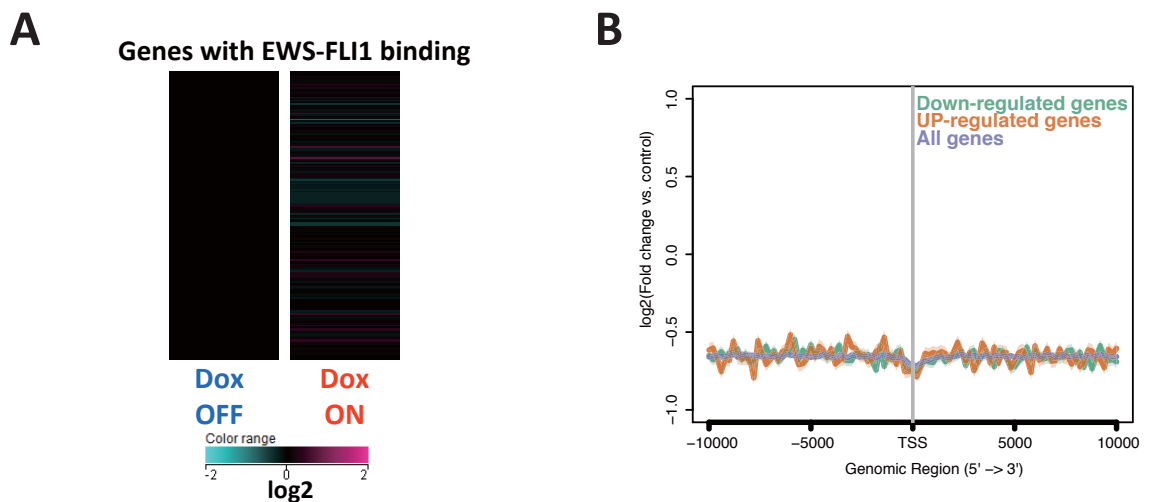 A
Genes with EWS-FLI1 binding
Dox
OFF
Dox
ON
Color range
-2
0
2
log2
B
Down-regulated genes
UP-regulated genes
All genes
log2(Fold change vs. control)
1.0
0.5
0.0
−0.5
−1.0
−10000
−5000
TSS
5000
10000
Genomic Region (5' −> 3')